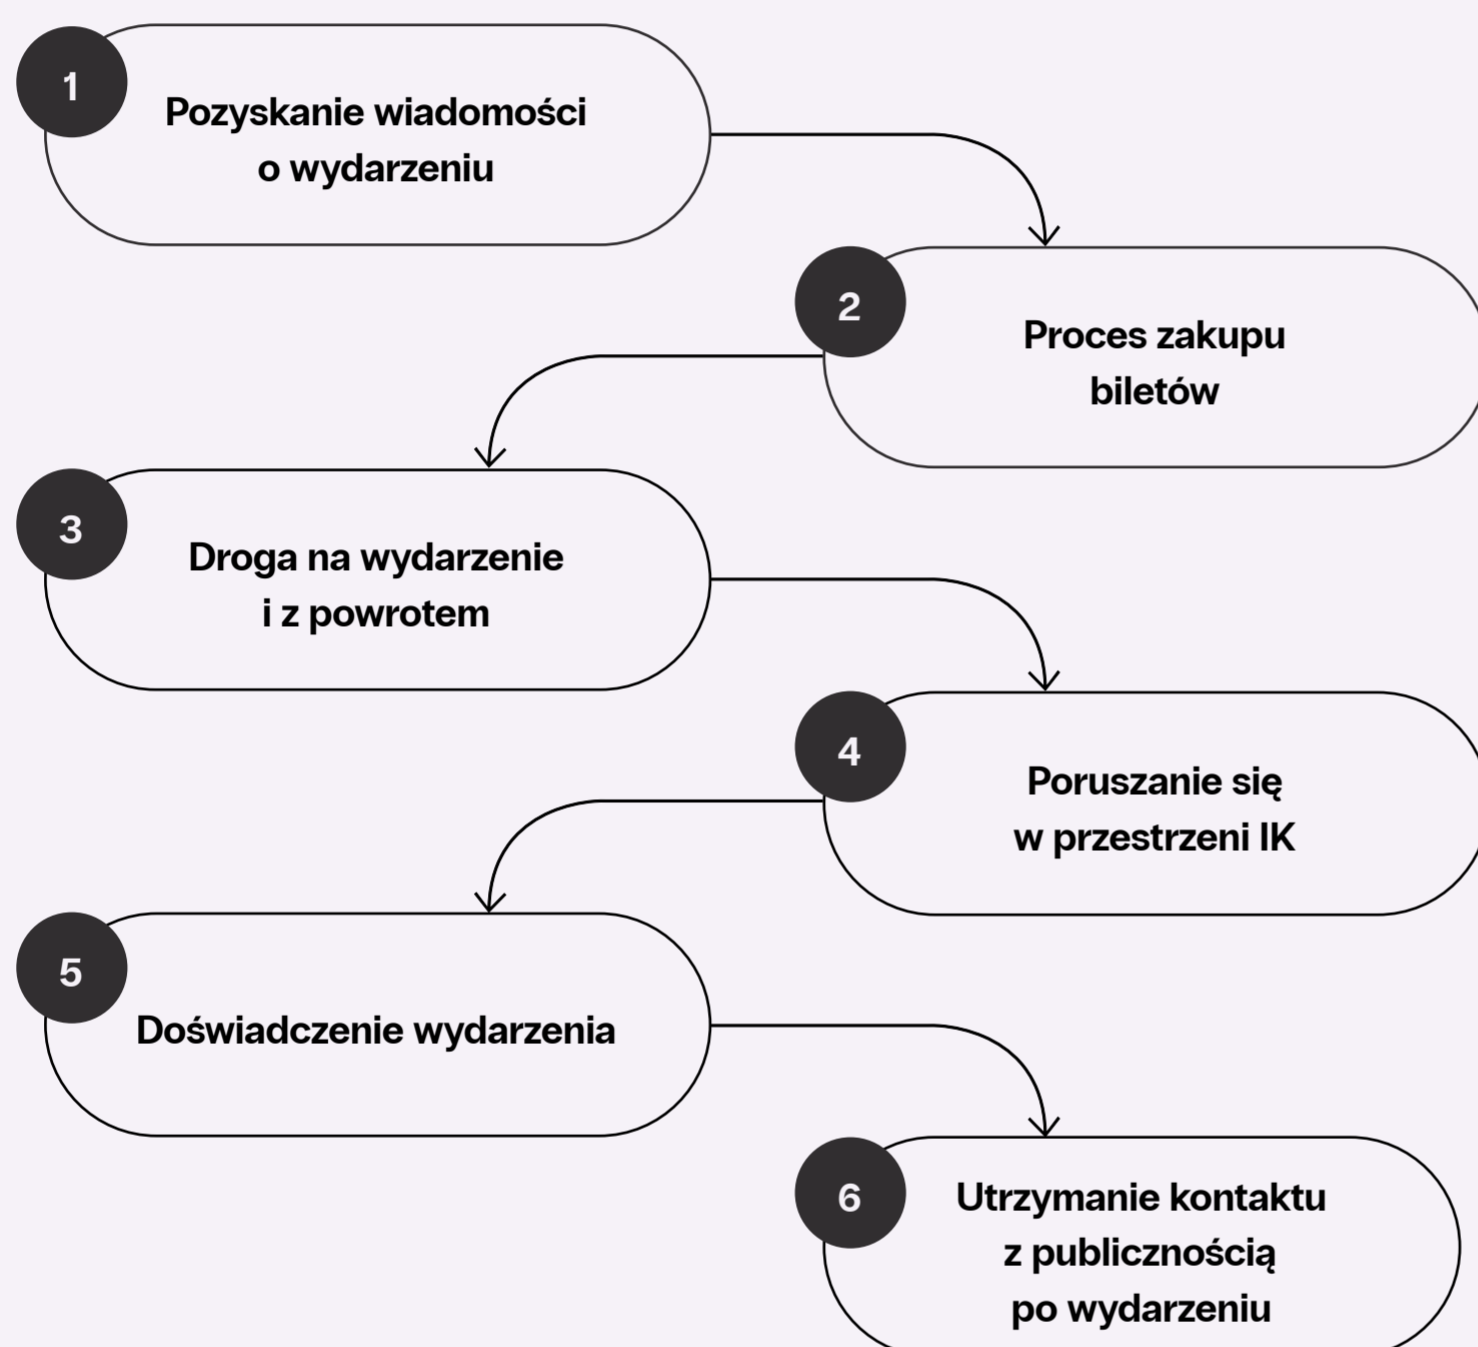 1
Pozyskanie wiadomości
o wydarzeniu
2
Proces zakupu
biletów
3
Droga na wydarzenie
i z powrotem
4
Poruszanie się
w przestrzeni IK
5
Doświadczenie wydarzenia
6
Utrzymanie kontaktu
z publicznością
po wydarzeniu